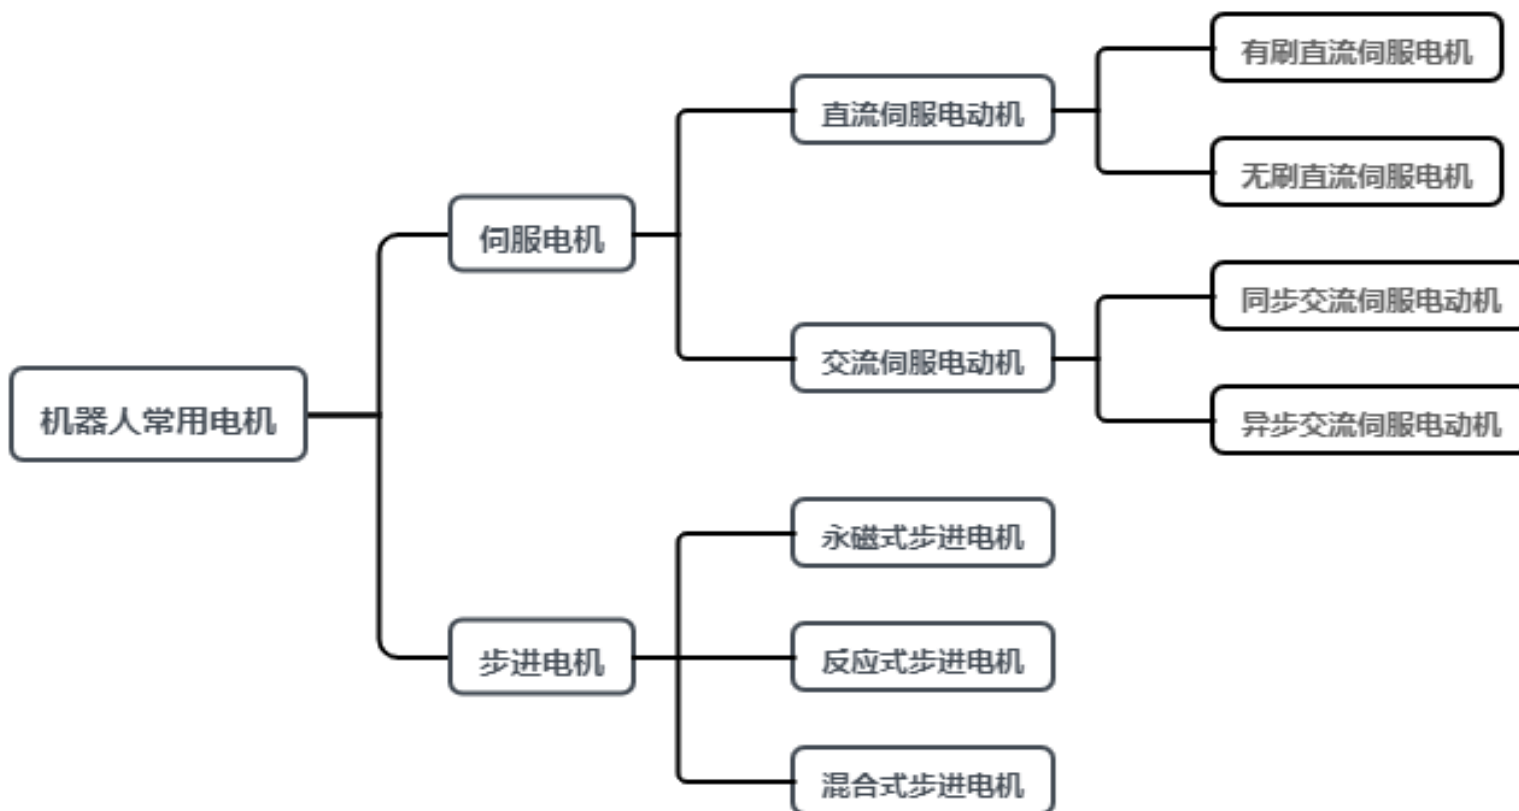 机器人常用电机
伺服电机
直流伺服电动机
有刷直流伺服电机
无刷直流伺服电机
交流伺服电动机
同步交流伺服电动机
异步交流伺服电动机
步进电机
永磁式步进电机
反应式步进电机
混合式步进电机